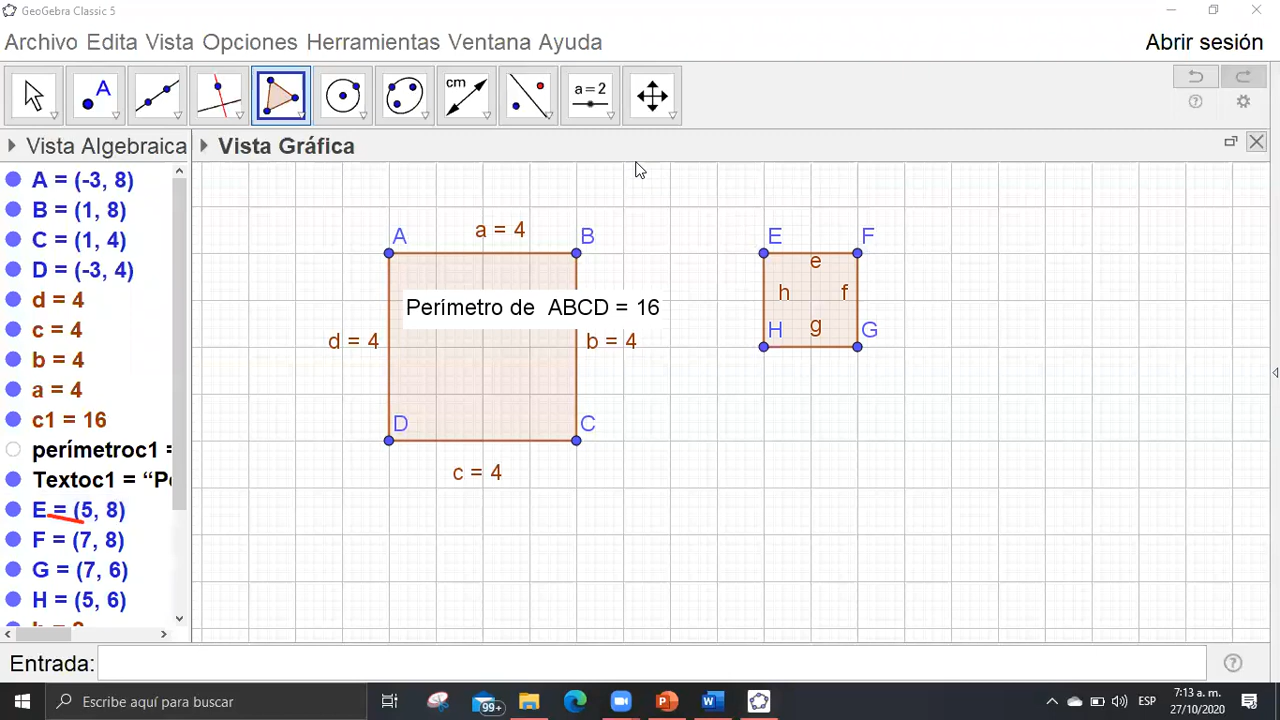 GeoGebra Classic 5
Archivo Edita Vista Opciones Herramientas Ventana Ayuda
Abrir sesión
A
cm
a = 2
Vista Algebraica
Vista Gráfica
A = (-3, 8)
B = (1, 8)
C = (1, 4)
D = (-3, 4)
d = 4
c = 4
b = 4
a = 4
c1 = 16
perímetroc1 =
Textoc1 = “Pe
E = (5, 8)
F = (7, 8)
G = (7, 6)
H = (5, 6)
A
a = 4
B
Perímetro de ABCD = 16
d = 4
b = 4
D
C
c = 4
E
F
e
h
f
g
H
G
Entrada:
Escribe aquí para buscar
99+
ESP
7:13 a. m.
27/10/2020